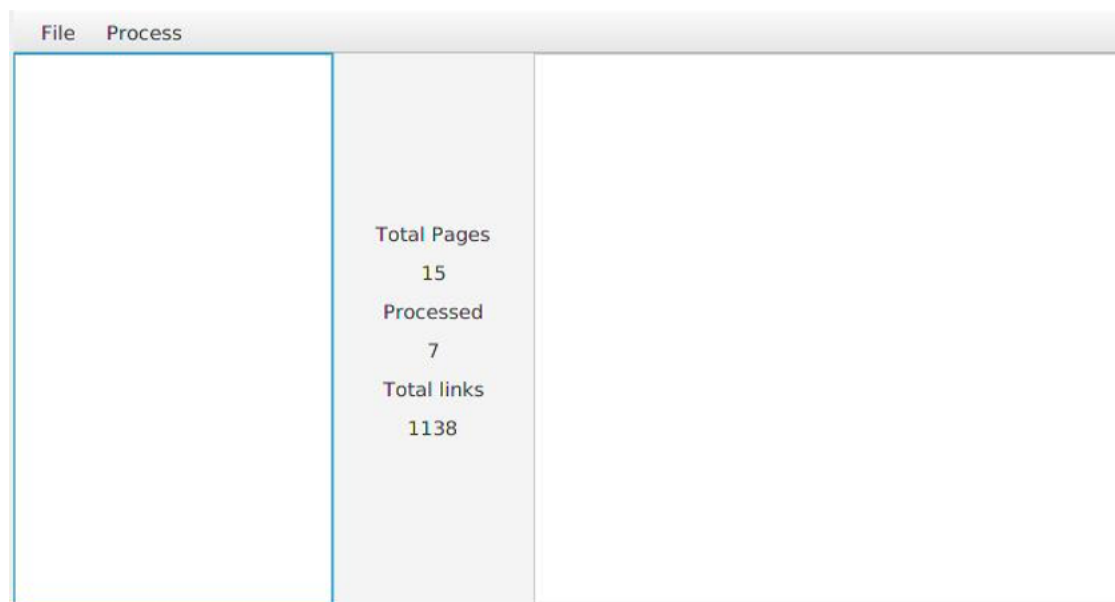 File Process
Total Pages
15
Processed
7
Total links
1138